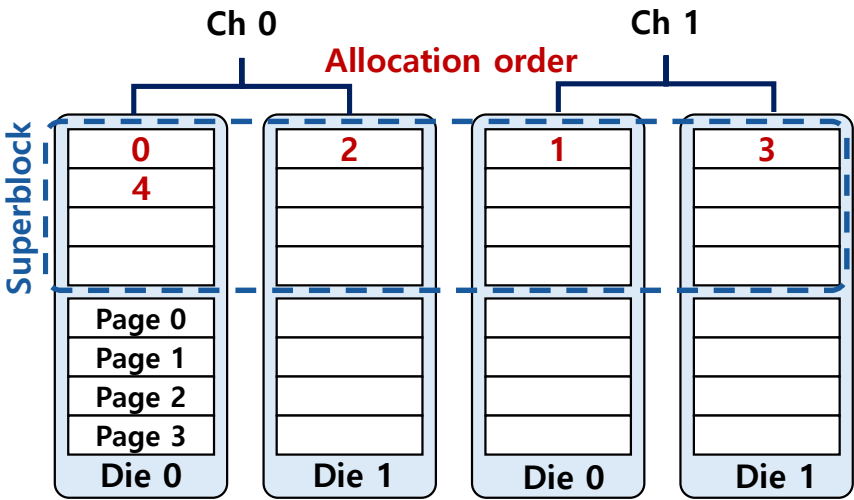 Ch 0
Ch 1
Allocation order
Superblock
0
2
1
3
4
Page 0
Page 1
Page 2
Page 3
Die 0
Die 1
Die 0
Die 1